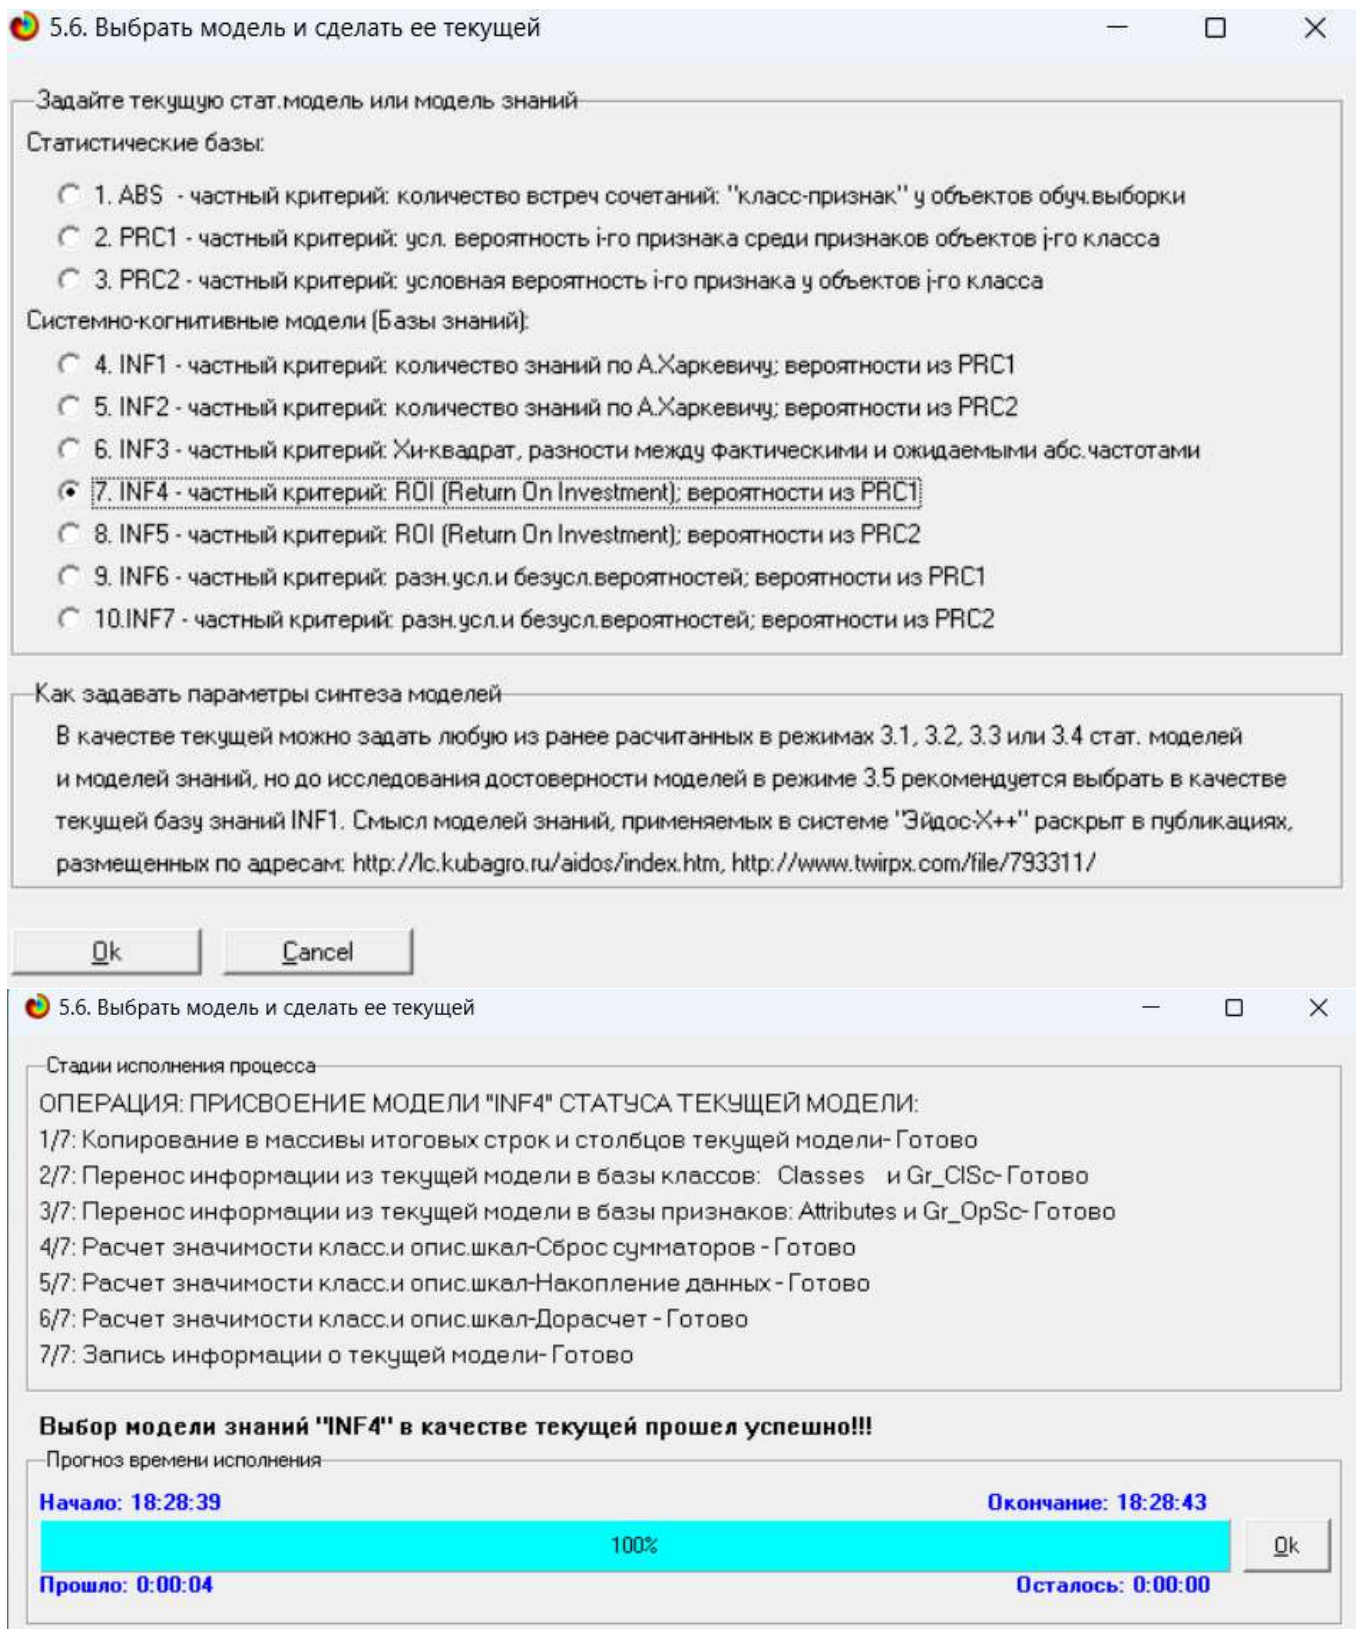 5.6. Выбрать модель и сделать ее текущей
Задайте текущую стат.модель или модель знаний
Статистические базы:
1. ABS - частный критерий: количество встреч сочетаний: "класс-признак" у объектов обуч.выборки
2. PRC1 - частный критерий: усл. вероятность i-го признака среди признаков объектов j-го класса
3. PRC2 - частный критерий: условная вероятность i-го признака у объектов j-го класса
Системно-когнитивные модели (Базы знаний):
4. INF1 - частный критерий: количество знаний по А.Харкевичу; вероятности из PRC1
5. INF2 - частный критерий: количество знаний по А.Харкевичу; вероятности из PRC2
6. INF3 - частный критерий: Хи-квадрат, разности между фактическими и ожидаемыми абс.частотами
7. INF4 - частный критерий: ROI (Return On Investment); вероятности из PRC1
8. INF5 - частный критерий: ROI (Return On Investment); вероятности из PRC2
9. INF6 - частный критерий: разн.усл.и безусл.вероятностей; вероятности из PRC1
10.INF7 - частный критерий: разн.усл.и безусл.вероятностей; вероятности из PRC2
Как задавать параметры синтеза моделей
В качестве текущей можно задать любую из ранее расчитанных в режимах 3.1, 3.2, 3.3 или 3.4 стат. моделей
и моделей знаний, но до исследования достоверности моделей в режиме 3.5 рекомендуется выбрать в качестве
текущей базу знаний INF1. Смысл моделей знаний, применяемых в системе "Эйдос-Х++" раскрыт в публикациях,
размещенных по адресам: http://lc.kubagro.ru/aidos/index.htm, http://www.twirpx.com/file/793311/
Ok Cancel
5.6. Выбрать модель и сделать ее текущей
Стадии исполнения процесса
ОПЕРАЦИЯ: ПРИСВОЕНИЕ МОДЕЛИ "INF4" СТАТУСА ТЕКУЩЕЙ МОДЕЛИ:
1/7: Копирование в массивы итоговых строк и столбцов текущей модели- Готово
2/7: Перенос информации из текущей модели в базы классов: Classes и Gr_ClSc- Готово
3/7: Перенос информации из текущей модели в базы признаков: Attributes и Gr_OpSc- Готово
4/7: Расчет значимости класс.и опис.шкал-Сброс сумматоров - Готово
5/7: Расчет значимости класс.и опис.шкал-Накопление данных - Готово
6/7: Расчет значимости класс.и опис.шкал-Дорасчет - Готово
7/7: Запись информации о текущей модели- Готово
Выбор модели знаний "INF4" в качестве текущей прошел успешно!!!
Прогноз времени исполнения
Начало: 18:28:39 Окончание: 18:28:43
100% Ok
Прошло: 0:00:04 Осталось: 0:00:00